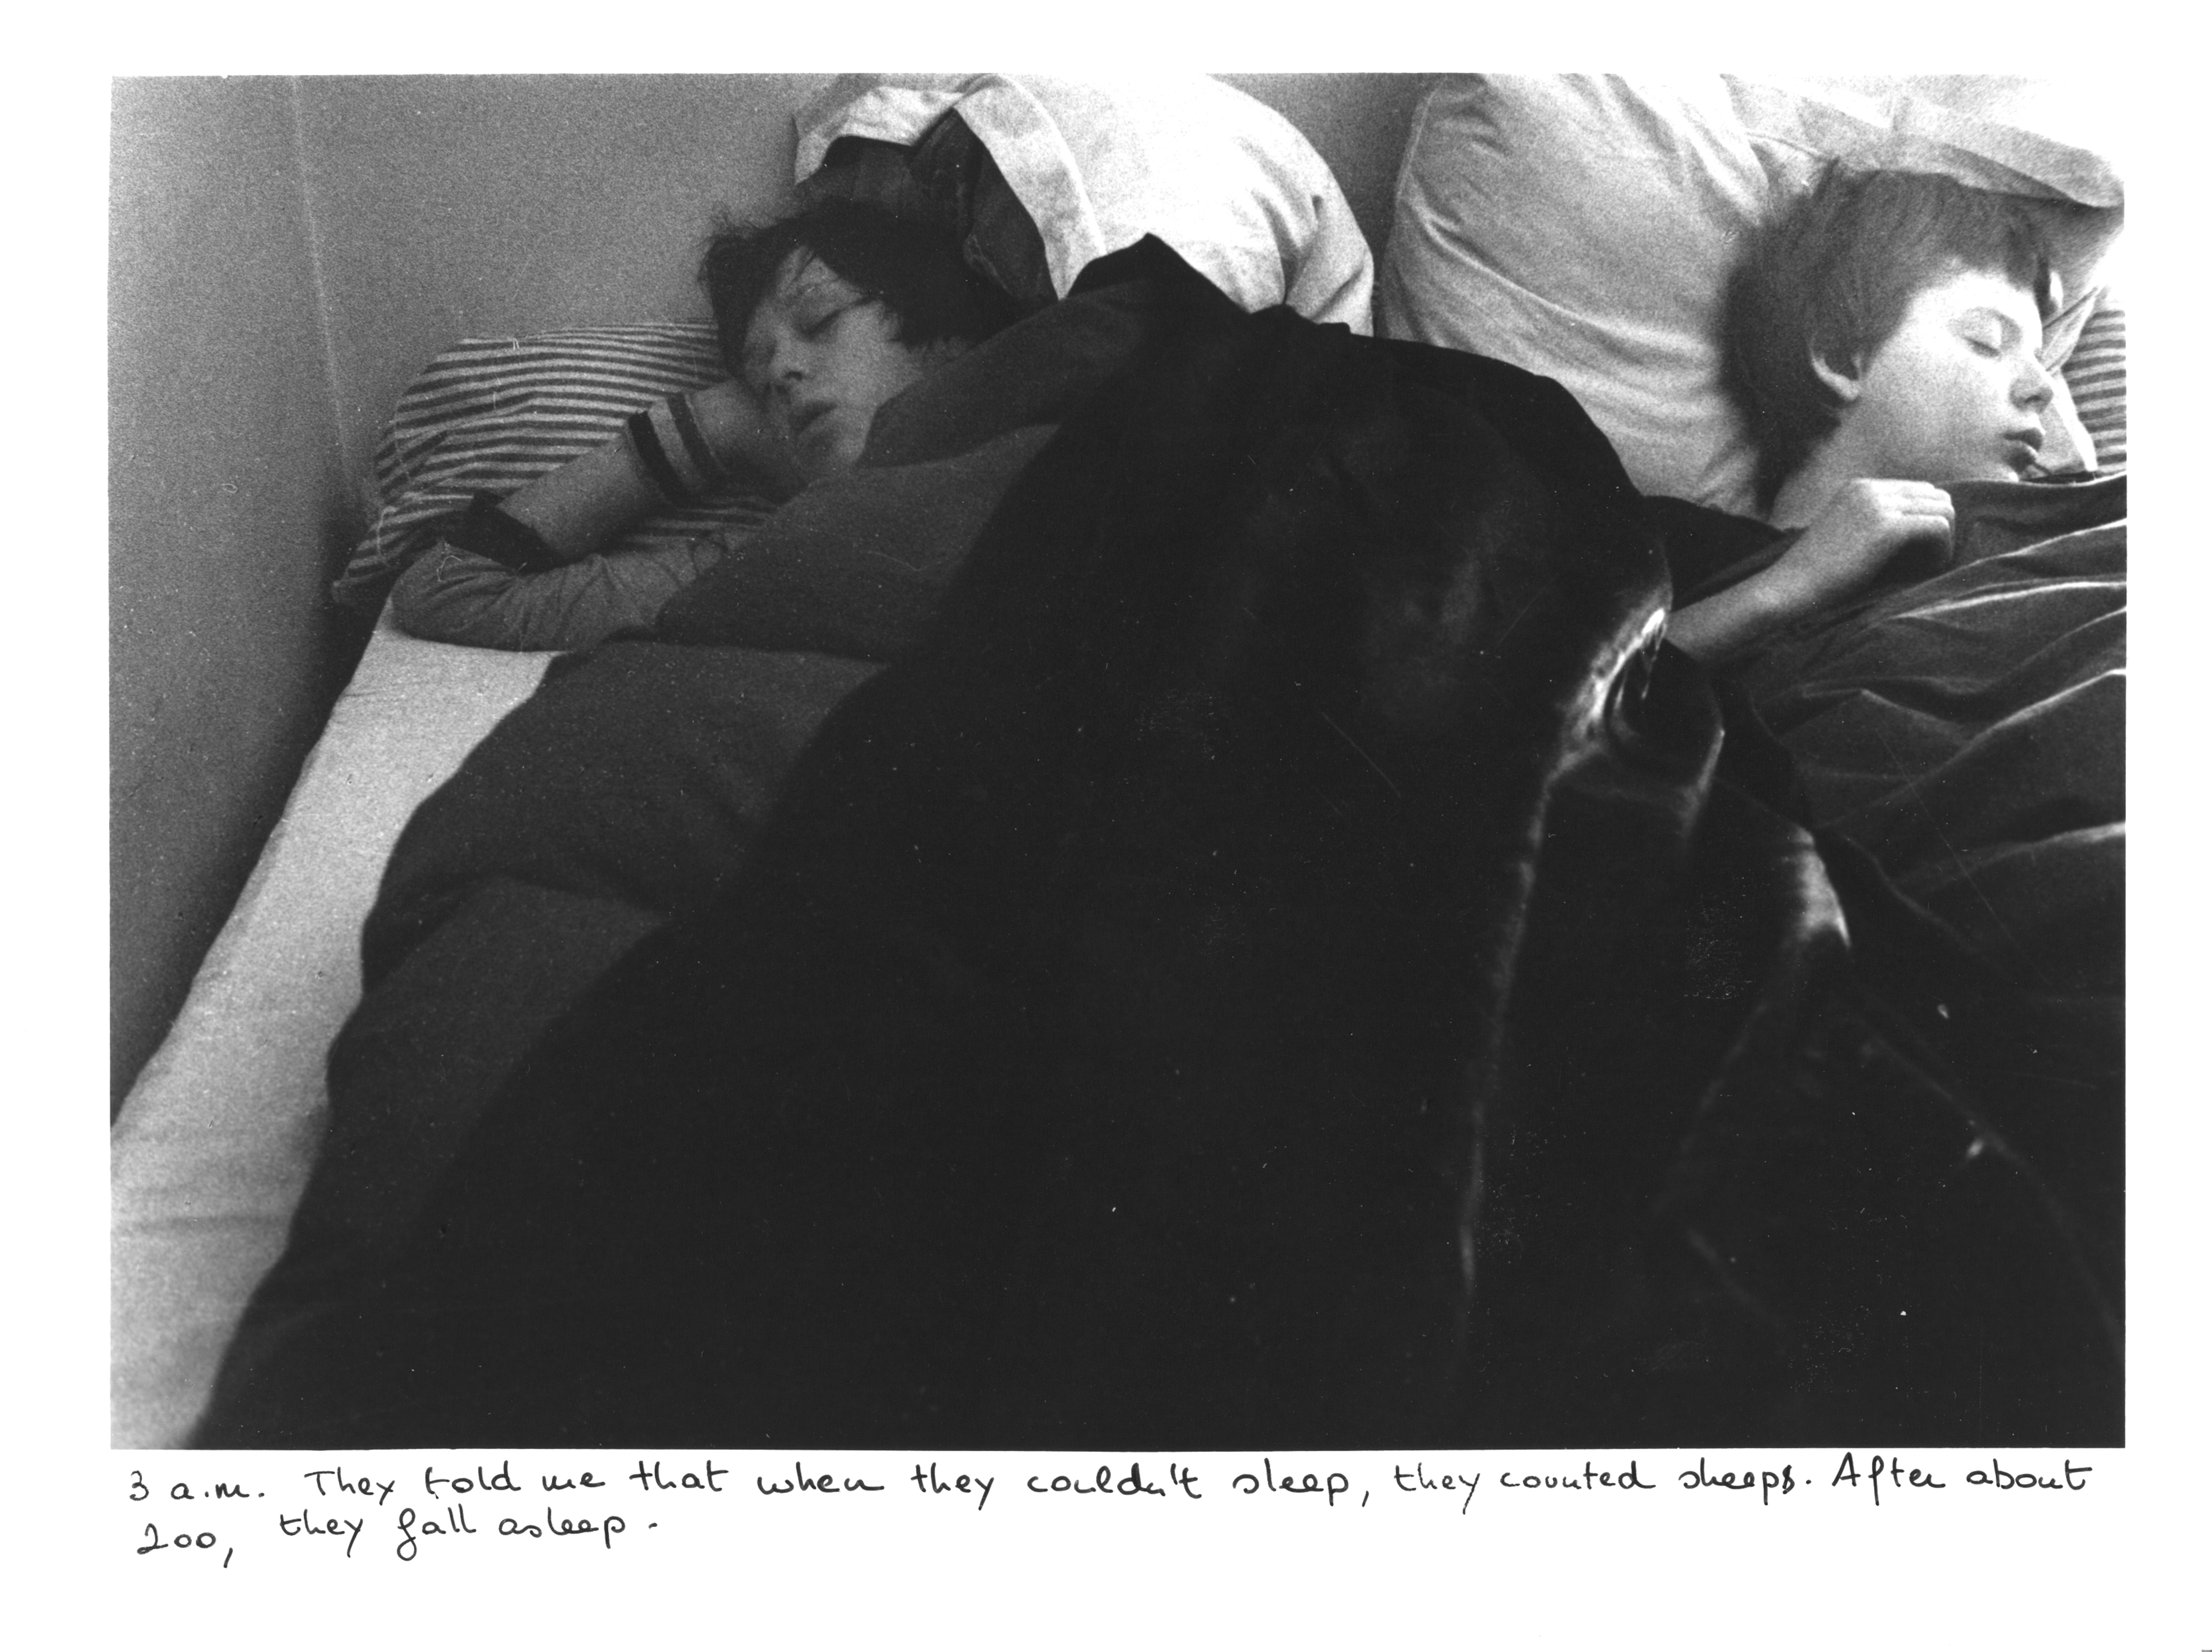 3 a.m. They told me that when they couldn't sleep, they counted sheeps. After about
200, they fall asleep.